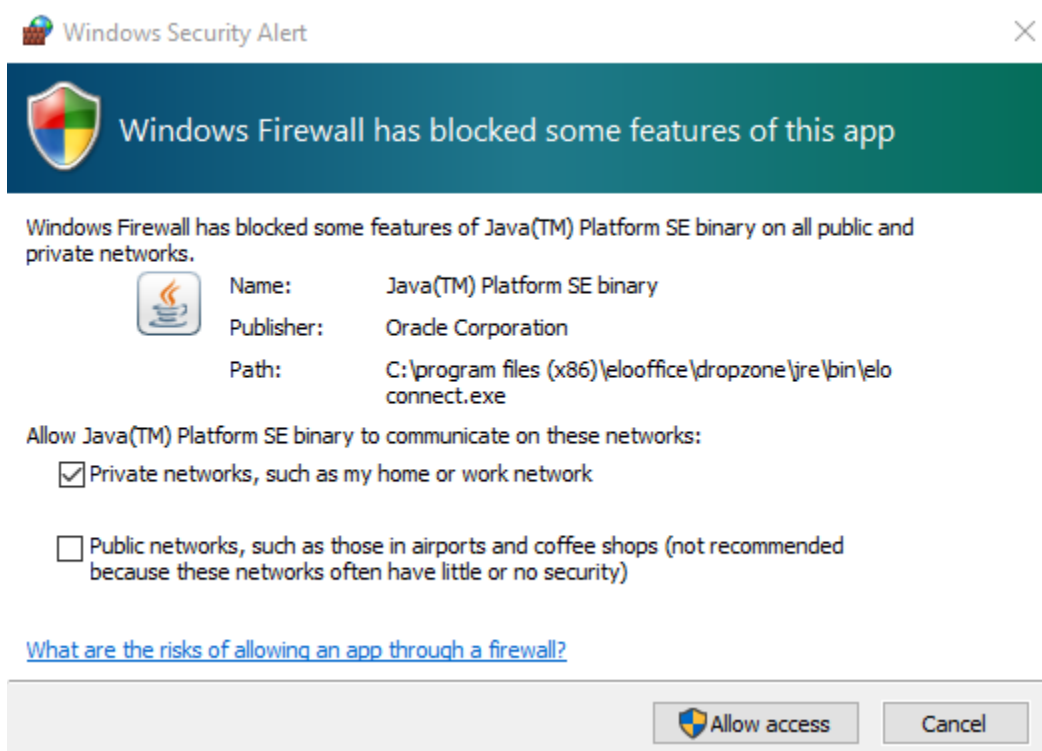 Windows Security Alert
Windows Firewall has blocked some features of this app
Windows Firewall has blocked some features of Java(TM) Platform SE binary on all public and
private networks.
Name: Java(TM) Platform SE binary
Publisher: Oracle Corporation
Path: C:\program files (x86)\elooffice\dropzone\jre\bin\elo
connect.exe
Allow Java(TM) Platform SE binary to communicate on these networks:
Private networks, such as my home or work network
Public networks, such as those in airports and coffee shops (not recommended
because these networks often have little or no security)
What are the risks of allowing an app through a firewall?
Allow access Cancel